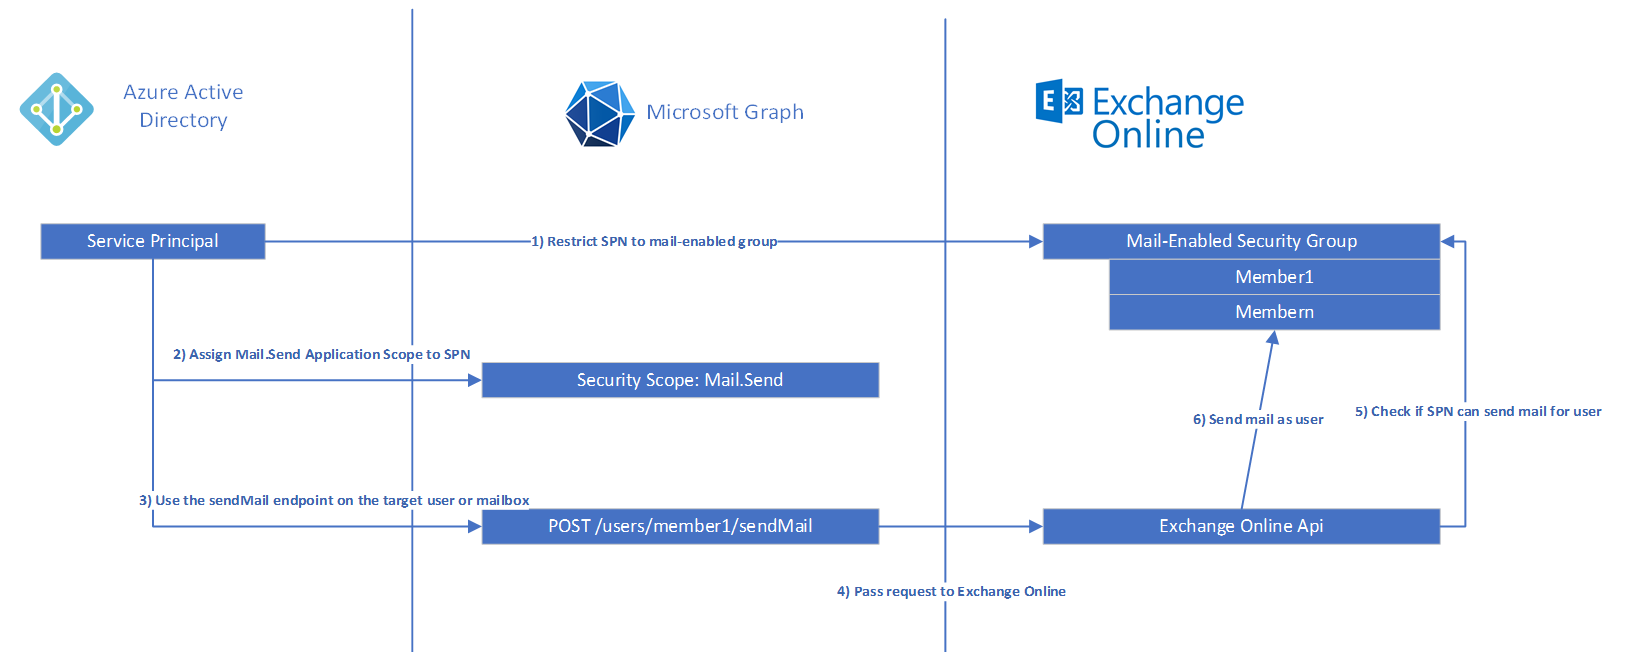 Azure Active
Directory
Microsoft Graph
E
Exchange
Online
Service Principal
1) Restrict SPN to mail-enabled group
Mail-Enabled Security Group
Member1
Membern
2) Assign Mail.Send Application Scope to SPN
Security Scope: Mail.Send
6) Send mail as user
5) Check if SPN can send mail for user
3) Use the sendMail endpoint on the target user or mailbox
POST /users/member1/sendMail
Exchange Online Api
4) Pass request to Exchange Online